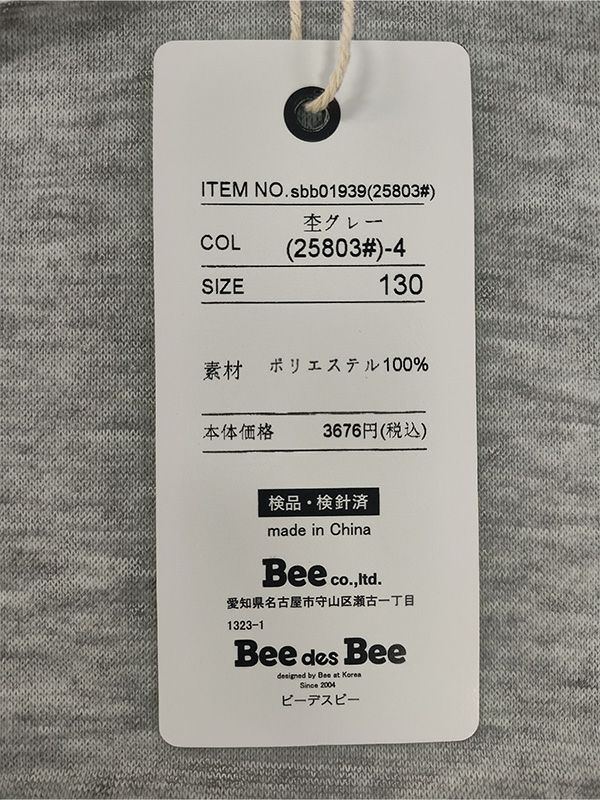 ITEM NO.sbb01939(25803#)
杢グレー
COL (25803#)-4
SIZE 130
素材 ポリエステル100%
本体価格 3676円(税込)
検品・検針済
made in China
Bee co.,ltd.
愛知県名古屋市守山区瀬古一丁目
1323-1
Bee des Bee
designed by Bee at Korea
Since 2004
ビーデスビー